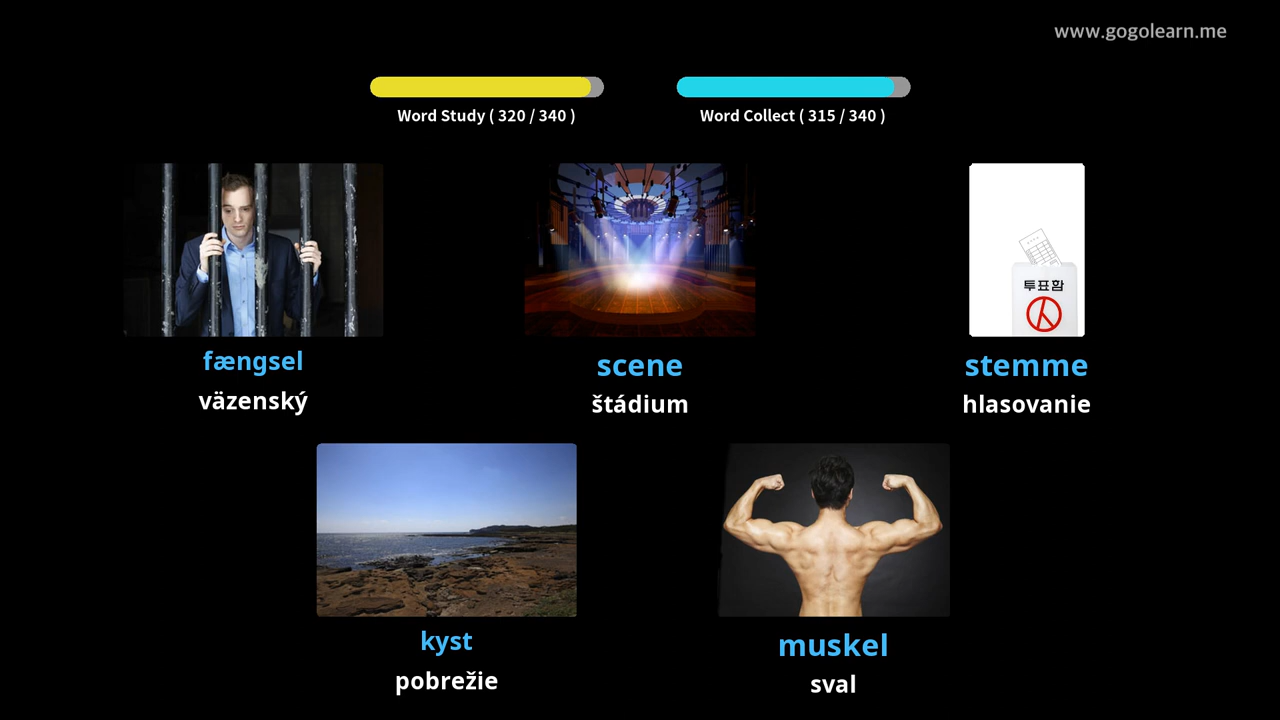 www.gogolearn.me
Word Study ( 320 / 340 )
Word Collect ( 315 / 340 )
투표함
fængsel
scene
stemme
väzenský
štádium
hlasovanie
kyst
muskel
pobrežie
sval